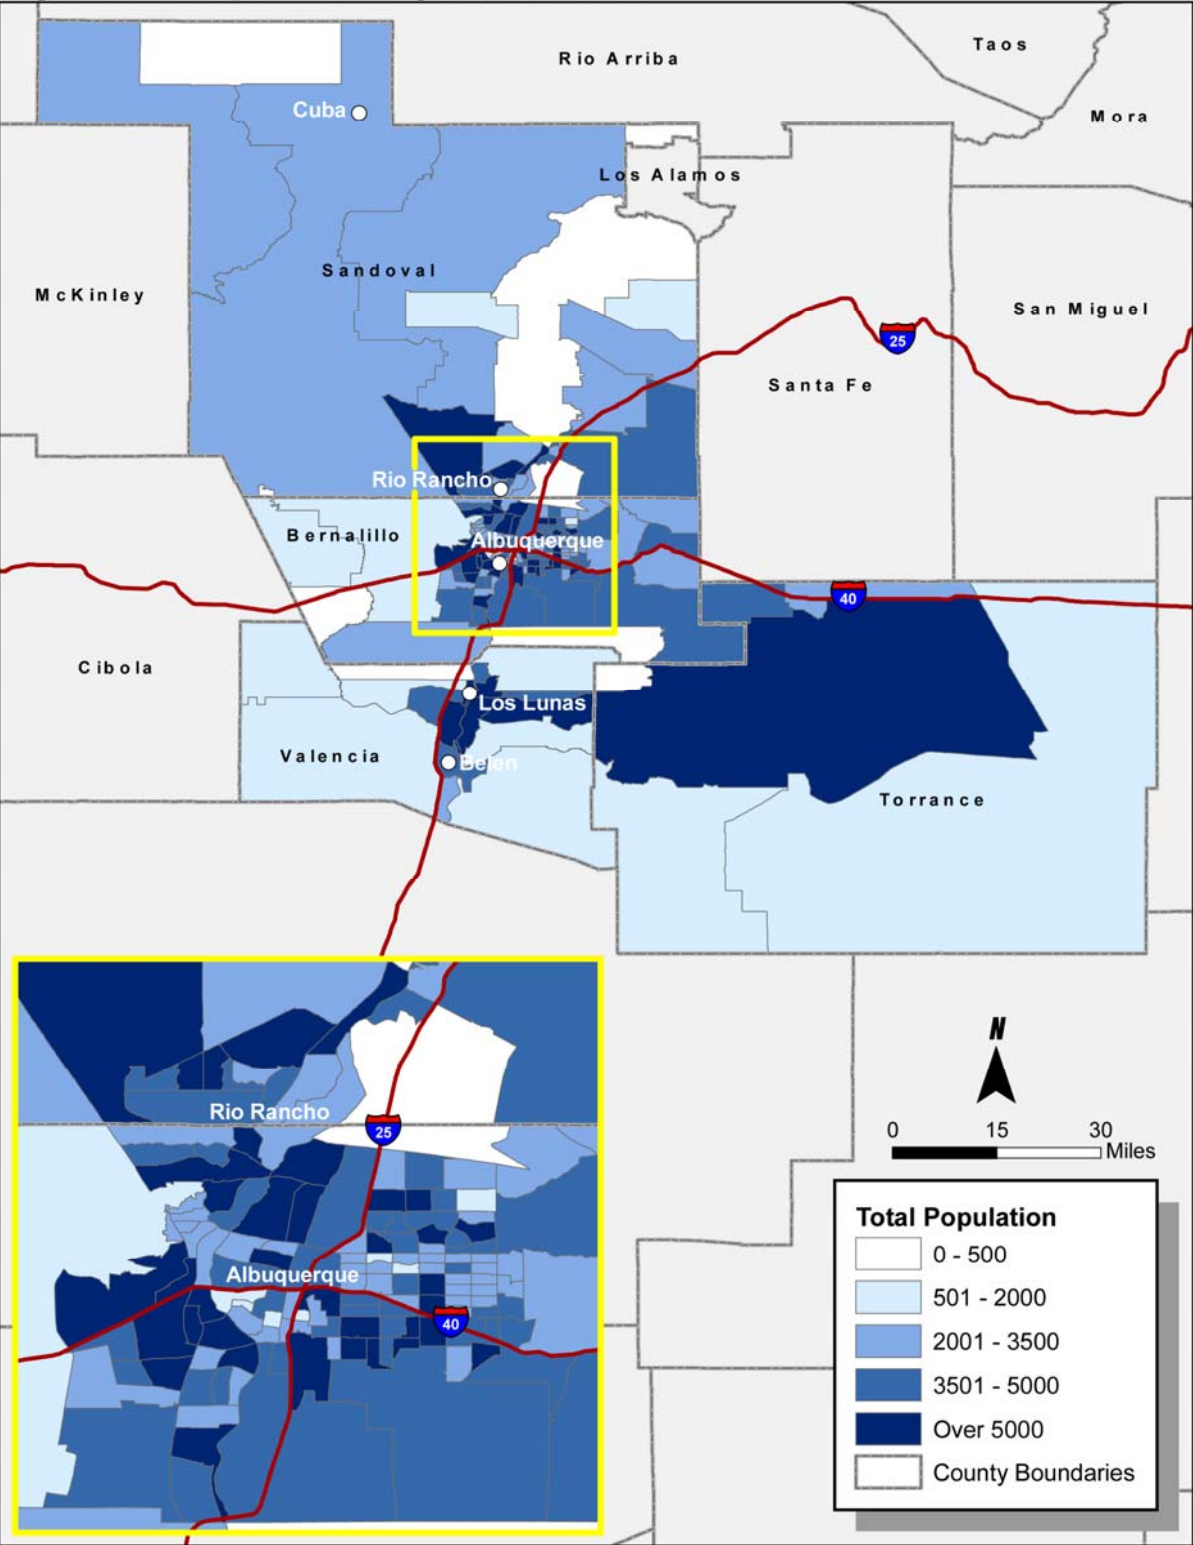 Taos
Rio Arriba
Cuba
Mora
Los Alamos
Sandoval
McKinley
San Miguel
25
Santa Fe
Rio Rancho
Bernalillo
Albuquerque
40
Cibola
Los Lunas
Valencia
Belen
Torrance
N
0 15 30
Miles
Rio Rancho
25
Albuquerque
40
Total Population
0 - 500
501 - 2000
2001 - 3500
3501 - 5000
Over 5000
County Boundaries